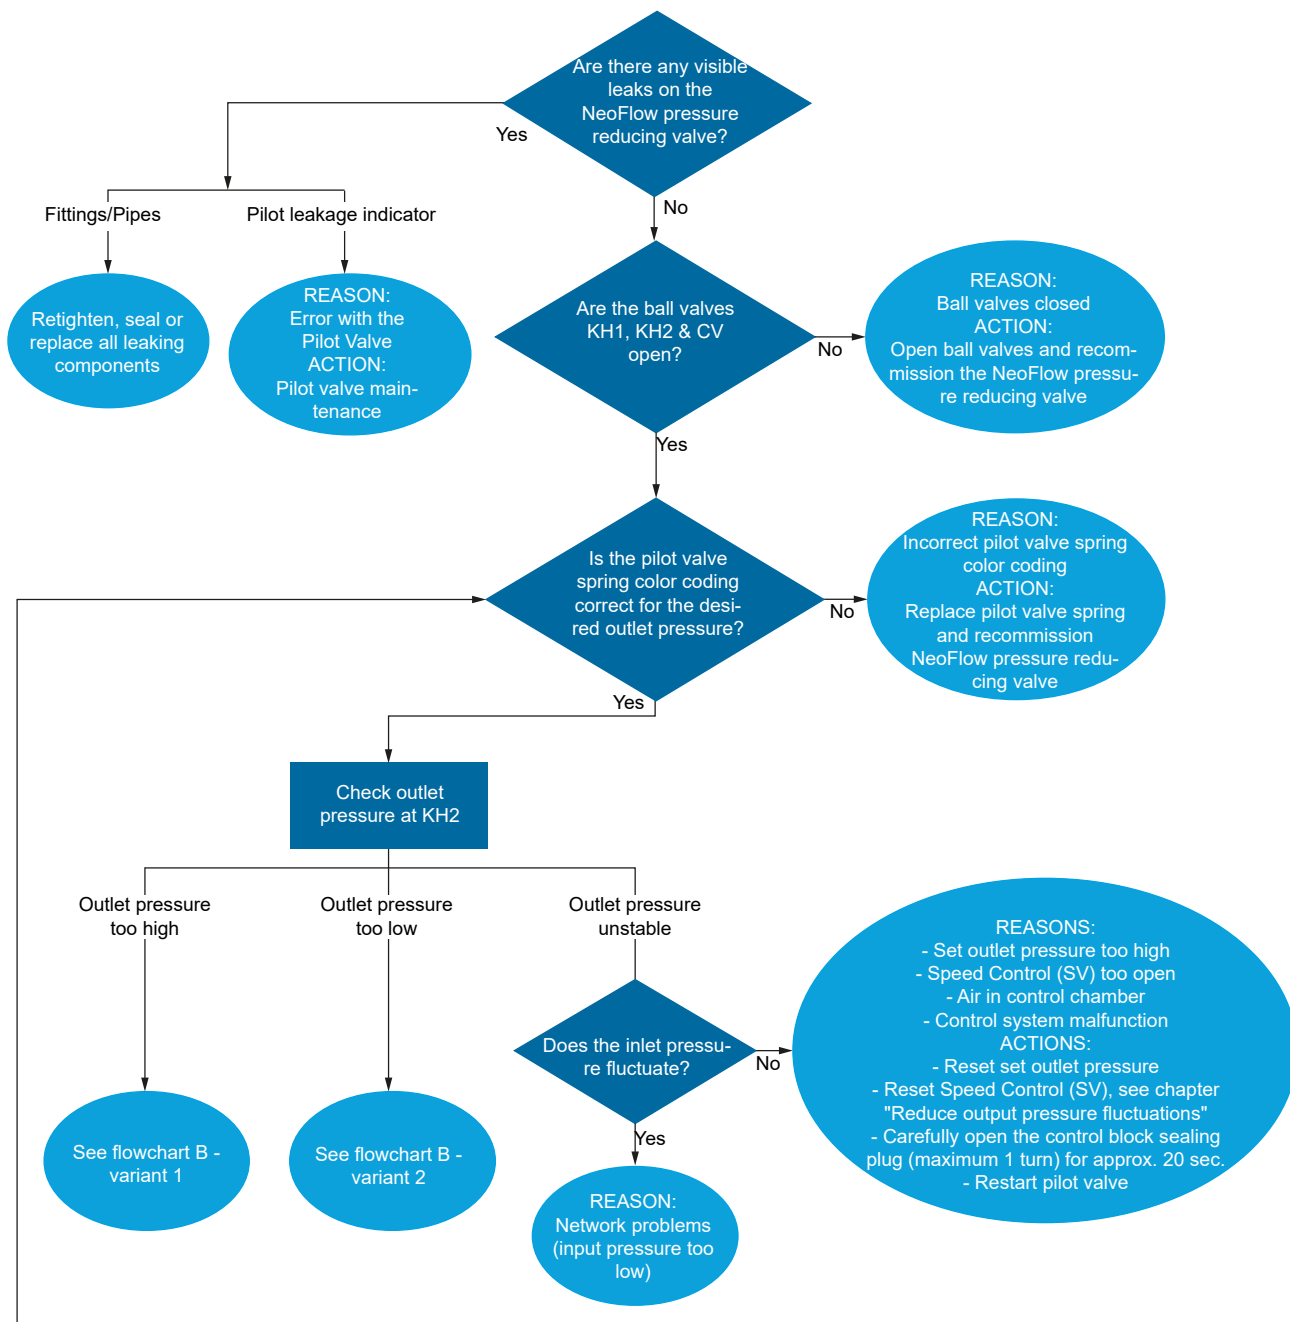 Are there any visible
leaks on the
NeoFlow pressure
reducing valve?
Yes
No
Fittings/Pipes
Pilot leakage indicator
Retighten, seal or
replace all leaking
components
REASON:
Error with the
Pilot Valve
ACTION:
Pilot valve main-
tenance
Are the ball valves
KH1, KH2 & CV
open?
No
REASON:
Ball valves closed
ACTION:
Open ball valves and recom-
mission the NeoFlow pressu-
re reducing valve
Yes
Is the pilot valve
spring color coding
correct for the desi-
red outlet pressure?
No
REASON:
Incorrect pilot valve spring
color coding
ACTION:
Replace pilot valve spring
and recommission
NeoFlow pressure redu-
cing valve
Yes
Check outlet
pressure at KH2
Outlet pressure
too high
Outlet pressure
too low
Outlet pressure
unstable
See flowchart B -
variant 1
See flowchart B -
variant 2
Does the inlet pressu-
re fluctuate?
No
REASONS:
- Set outlet pressure too high
- Speed Control (SV) too open
- Air in control chamber
- Control system malfunction
ACTIONS:
- Reset set outlet pressure
- Reset Speed Control (SV), see chapter
"Reduce output pressure fluctuations"
- Carefully open the control block sealing
plug (maximum 1 turn) for approx. 20 sec.
- Restart pilot valve
Yes
REASON:
Network problems
(input pressure too
low)